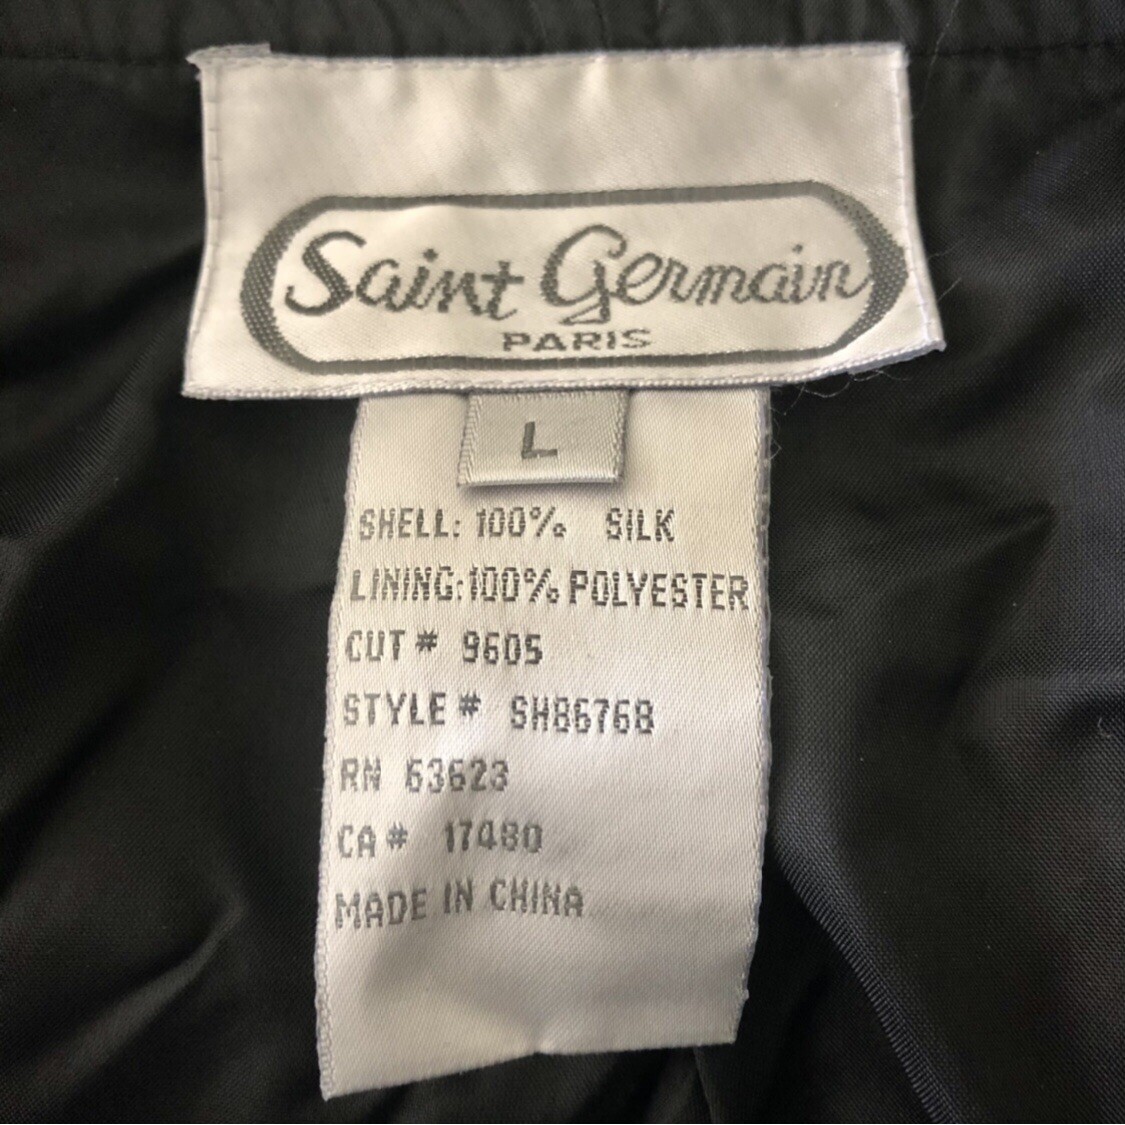 Saint Germain
PARIS
L
SHELL: 100% SILK
LINING:100% POLYESTER
CUT # 9605
STYLE # SH86768
RN 63623
CA # 17480
MADE IN CHINA